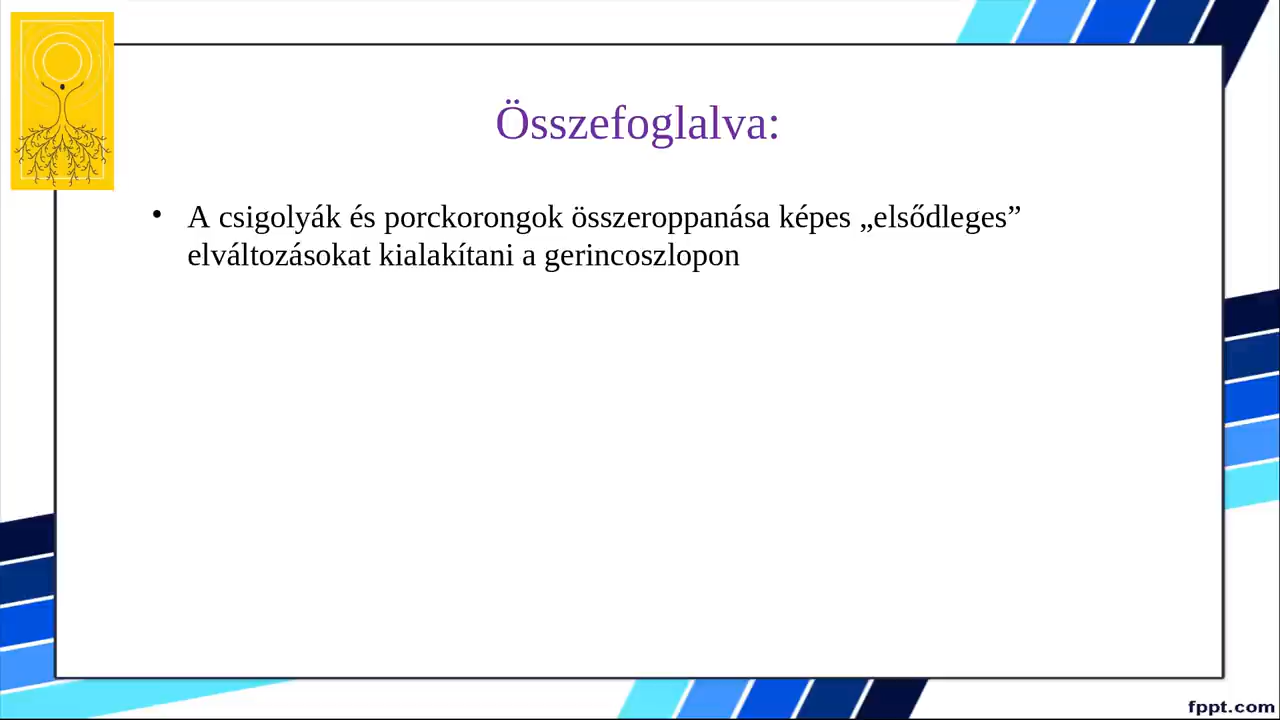 Összefoglalva:
• A csigolyák és porckorongok összeroppanása képes „elsődleges”
elváltozásokat kialakítani a gerincoszlopon
fppt.com